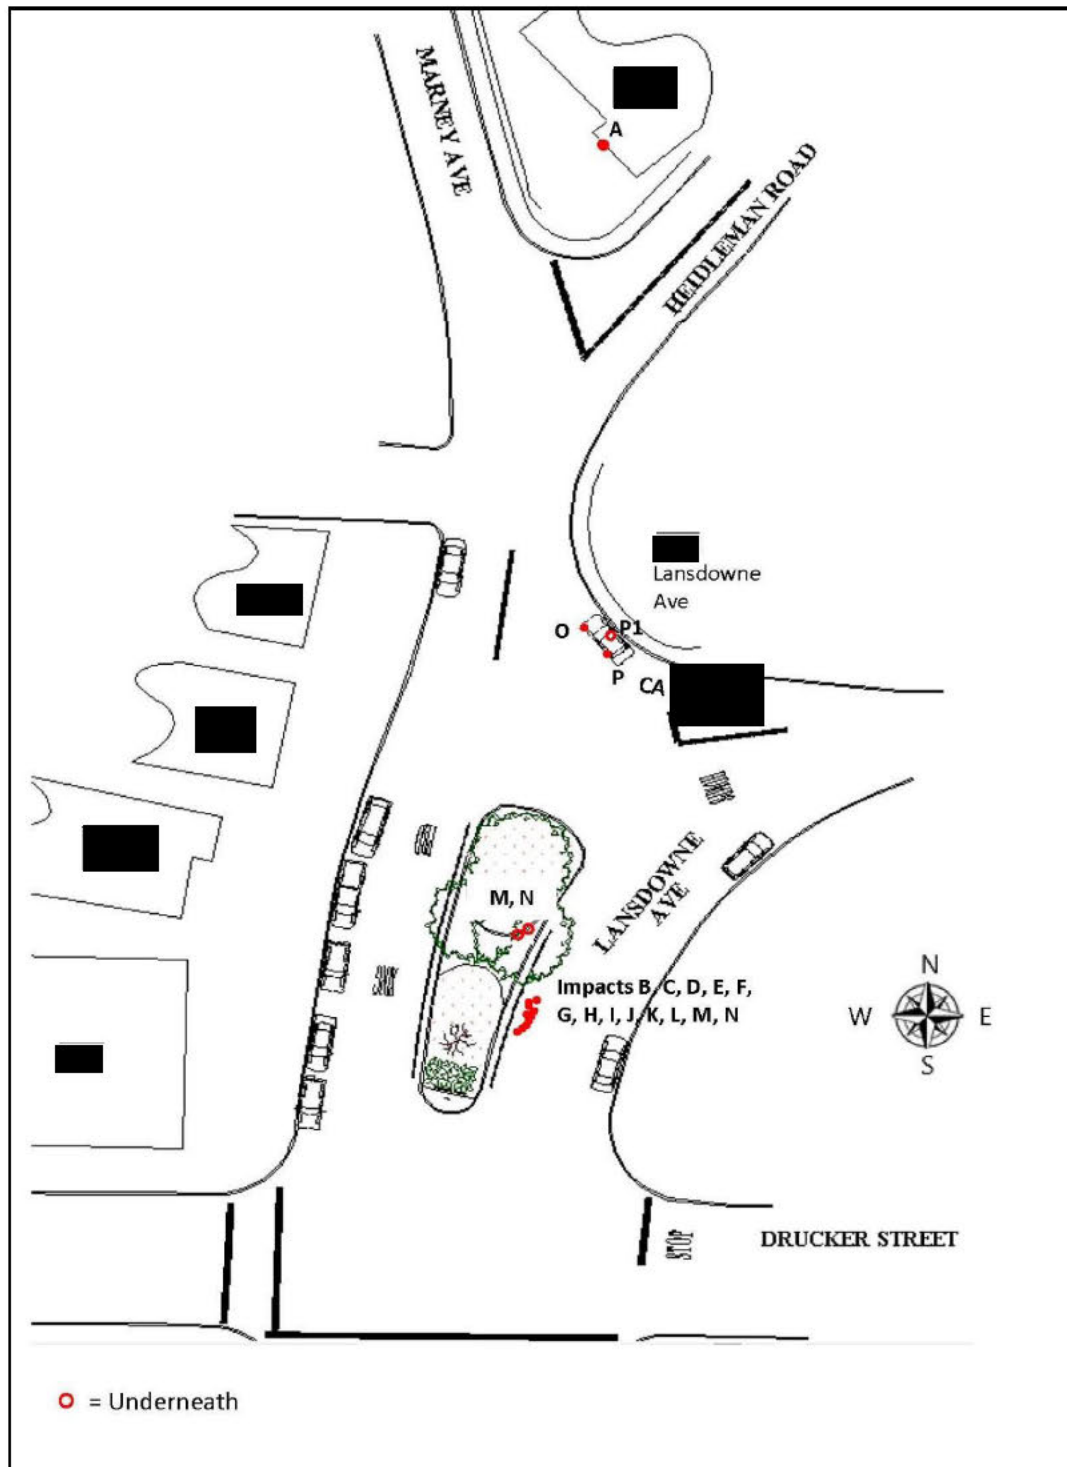 MARNEY AVE
A
HEIDLEMAN ROAD
Lansdowne
Ave
O
P1
P
CA
M, N
LANSDOWNE
AVE
Impacts B, C, D, E, F,
G, H, I, J, K, L, M, N
N
W
E
S
STOP
DRUCKER STREET
= Underneath